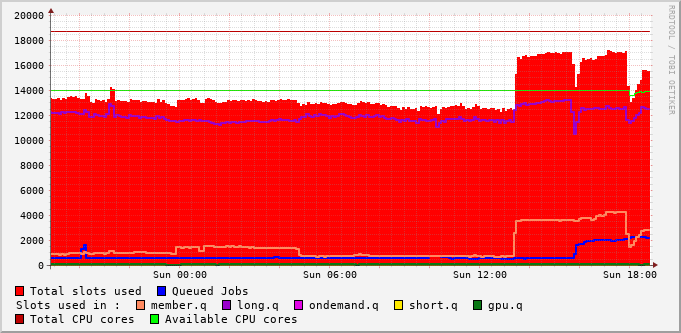 20000
18000
16000
14000
12000
10000
8000
6000
4000
2000
0
Sun 00:00 Sun 06:00 Sun 12:00 Sun 18:00
RRDTOOL / TOBI OETIKER
Total slots used Queued Jobs
Slots used in : member.q long.q ondemand.q short.q gpu.q
Total CPU cores Available CPU cores